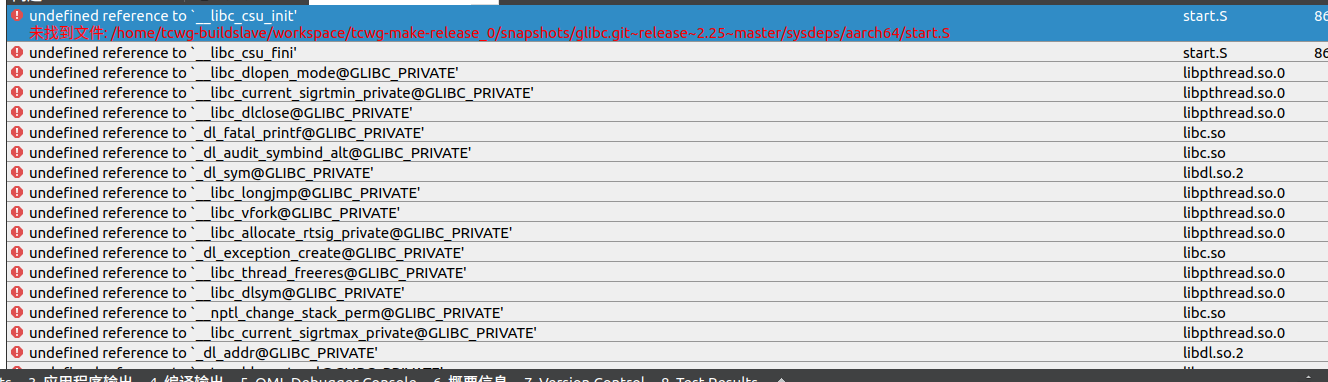 undefined reference to `__libc_csu_init' start.S 86
未找到文件: /home/tcwg-buildslave/workspace/tcwg-make-release_0/snapshots/glibc.git~release~2.25~master/sysdeps/aarch64/start.S
undefined reference to `__libc_csu_fini' start.S 86
undefined reference to `__libc_dlopen_mode@GLIBC_PRIVATE' libpthread.so.0
undefined reference to `__libc_current_sigrtmin_private@GLIBC_PRIVATE' libpthread.so.0
undefined reference to `__libc_dlclose@GLIBC_PRIVATE' libpthread.so.0
undefined reference to `_dl_fatal_printf@GLIBC_PRIVATE' libc.so
undefined reference to `_dl_audit_symbind_alt@GLIBC_PRIVATE' libc.so
undefined reference to `_dl_sym@GLIBC_PRIVATE' libdl.so.2
undefined reference to `__libc_longjmp@GLIBC_PRIVATE' libpthread.so.0
undefined reference to `__libc_vfork@GLIBC_PRIVATE' libpthread.so.0
undefined reference to `__libc_allocate_rtsig_private@GLIBC_PRIVATE' libpthread.so.0
undefined reference to `_dl_exception_create@GLIBC_PRIVATE' libc.so
undefined reference to `__libc_thread_freeres@GLIBC_PRIVATE' libpthread.so.0
undefined reference to `__libc_dlsym@GLIBC_PRIVATE' libpthread.so.0
undefined reference to `__nptl_change_stack_perm@GLIBC_PRIVATE' libc.so
undefined reference to `__libc_current_sigrtmax_private@GLIBC_PRIVATE' libpthread.so.0
undefined reference to `_dl_addr@GLIBC_PRIVATE' libdl.so.2
3 应用程序输出 4 编译输出 5 QML Debugger Console 6 概要信息 7 Version Control 8 Test Results